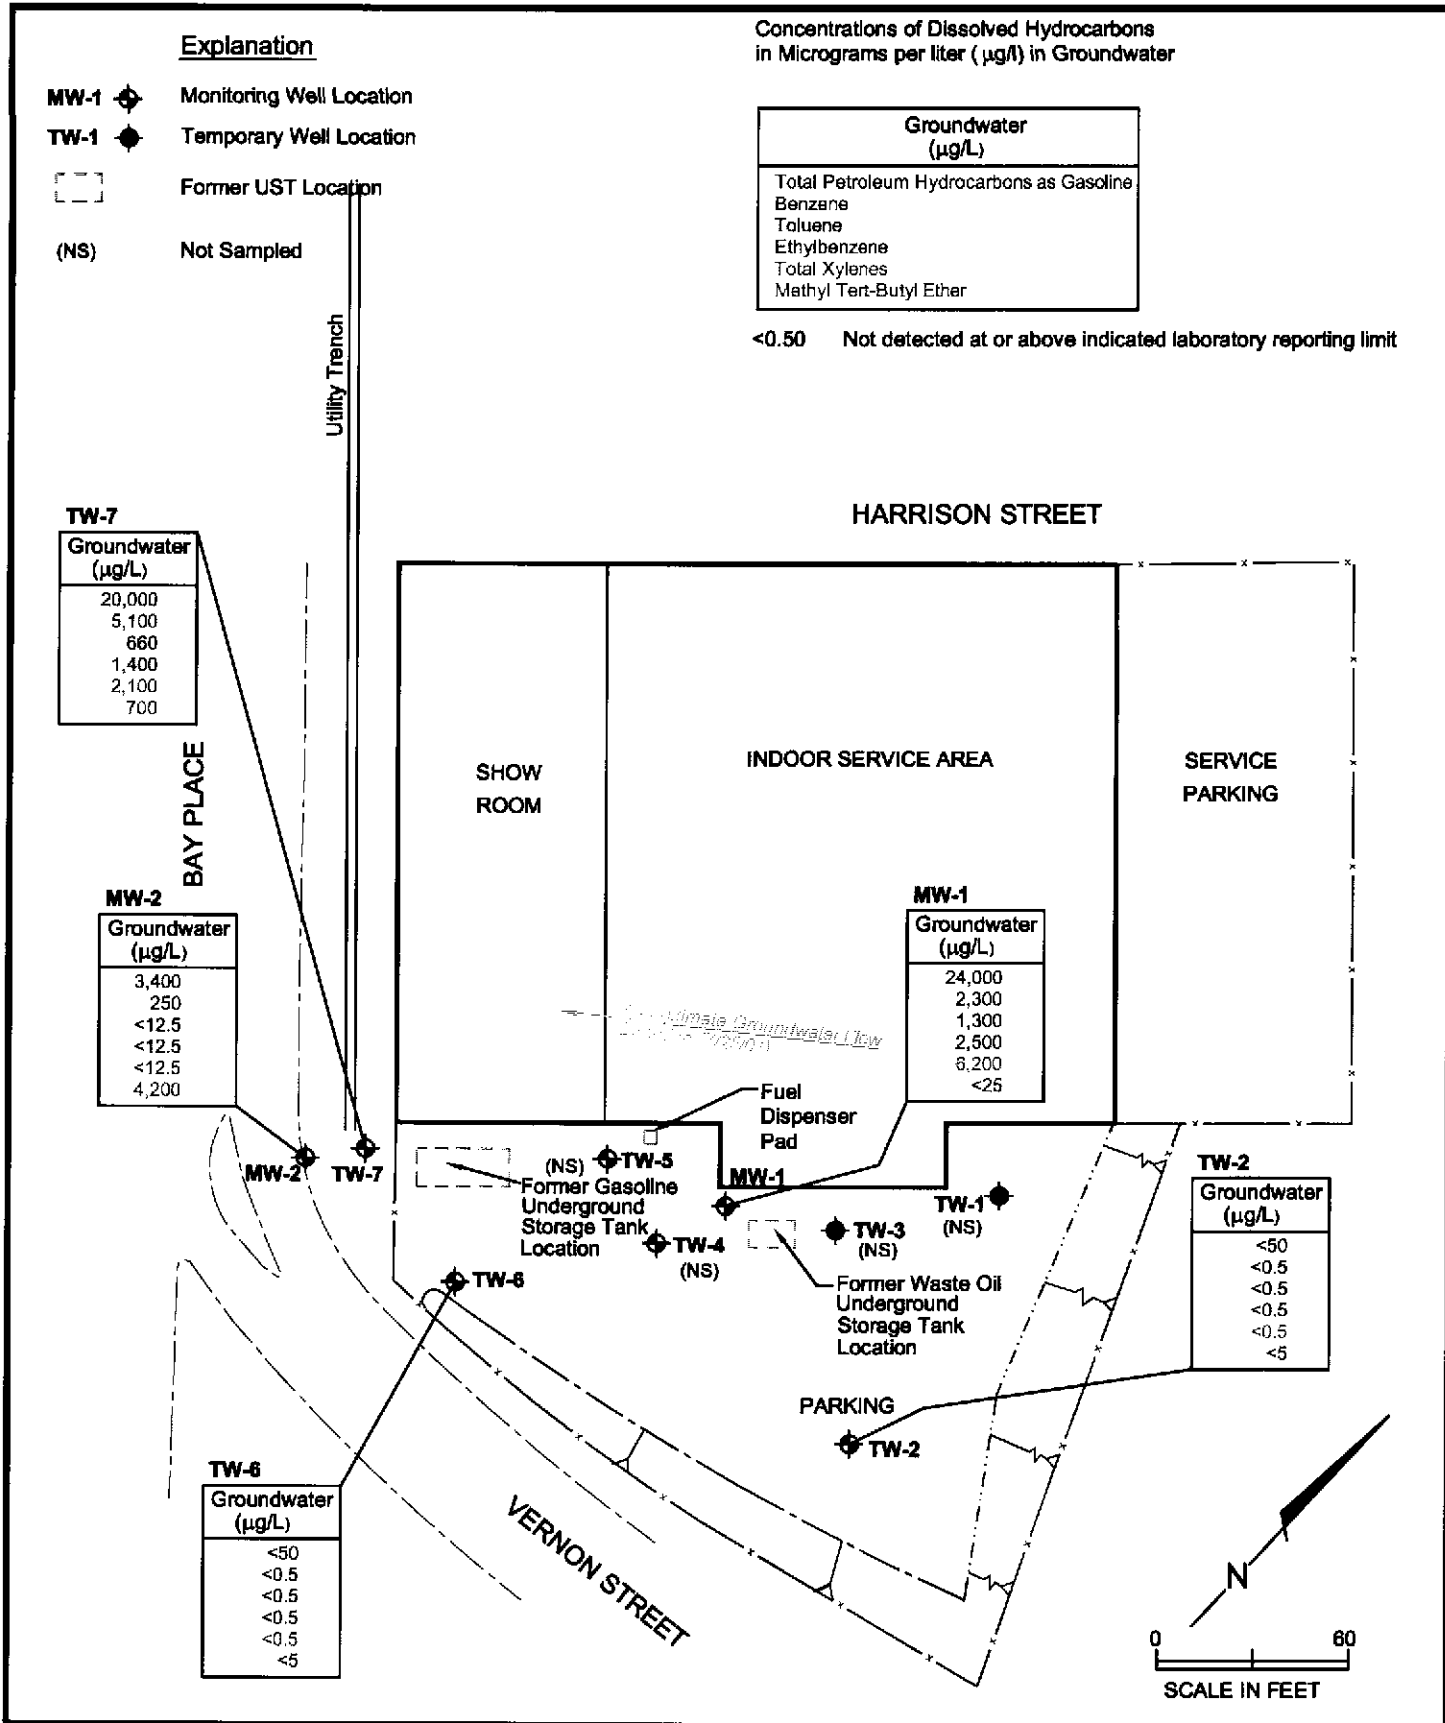 Explanation
MW-1 Monitoring Well Location
TW-1 Temporary Well Location
Former UST Location
(NS) Not Sampled
Concentrations of Dissolved Hydrocarbons
in Micrograms per liter ( µg/l) in Groundwater
Groundwater
(µg/L)
Total Petroleum Hydrocarbons as Gasoline
Benzene
Toluene
Ethylbenzene
Total Xylenes
Methyl Tert-Butyl Ether
<0.50 Not detected at or above indicated laboratory reporting limit
Utility Trench
HARRISON STREET
TW-7
Groundwater
(µg/L)
20,000
5,100
660
1,400
2,100
700
BAY PLACE
SHOW
ROOM
INDOOR SERVICE AREA
SERVICE
PARKING
MW-2
Groundwater
(µg/L)
3,400
250
<12.5
<12.5
<12.5
4,200
MW-1
Groundwater
(µg/L)
24,000
2,300
1,300
2,500
6,200
<25
Groundwater Flow
Fuel
Dispenser
Pad
MW-2
TW-7
(NS)
TW-5
Former Gasoline
Underground
Storage Tank
Location
MW-1
TW-4
(NS)
TW-3
(NS)
TW-1
(NS)
TW-6
Former Waste Oil
Underground
Storage Tank
Location
TW-2
Groundwater
(µg/L)
<50
<0.5
<0.5
<0.5
<0.5
<5
PARKING
TW-2
TW-6
Groundwater
(µg/L)
<50
<0.5
<0.5
<0.5
<0.5
<5
VERNON STREET
N
0 60
SCALE IN FEET